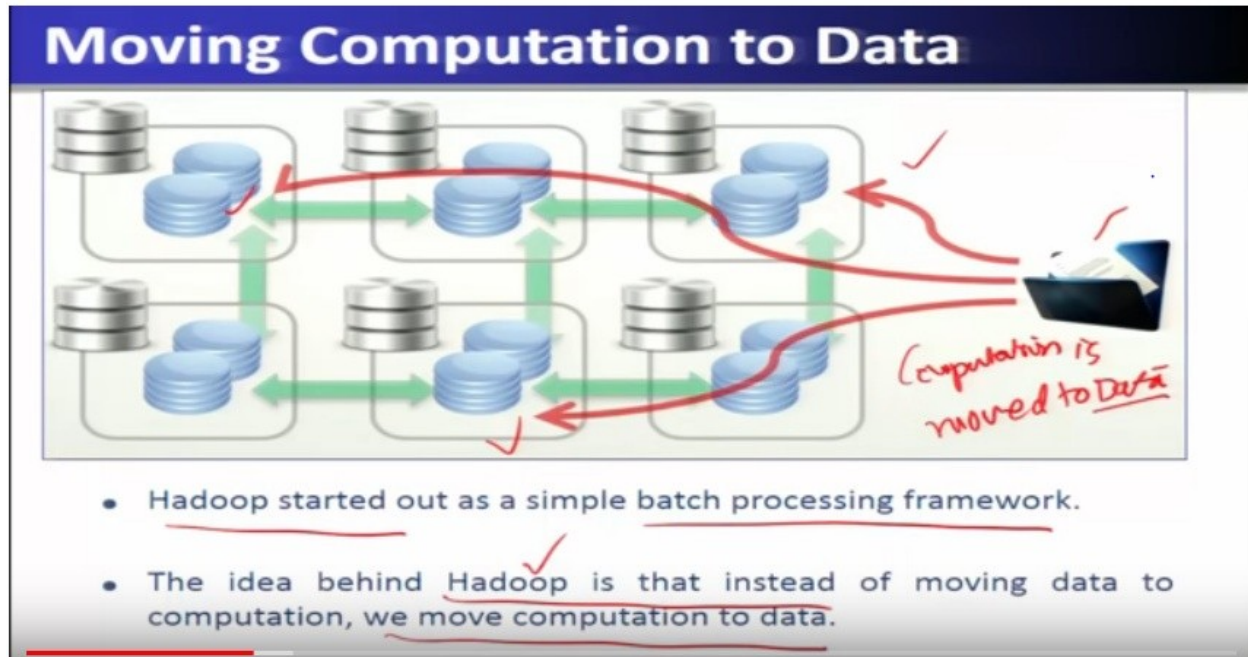 Moving Computation to Data
Computation is
moved to Data
• Hadoop started out as a simple batch processing framework.
• The idea behind Hadoop is that instead of moving data to
computation, we move computation to data.